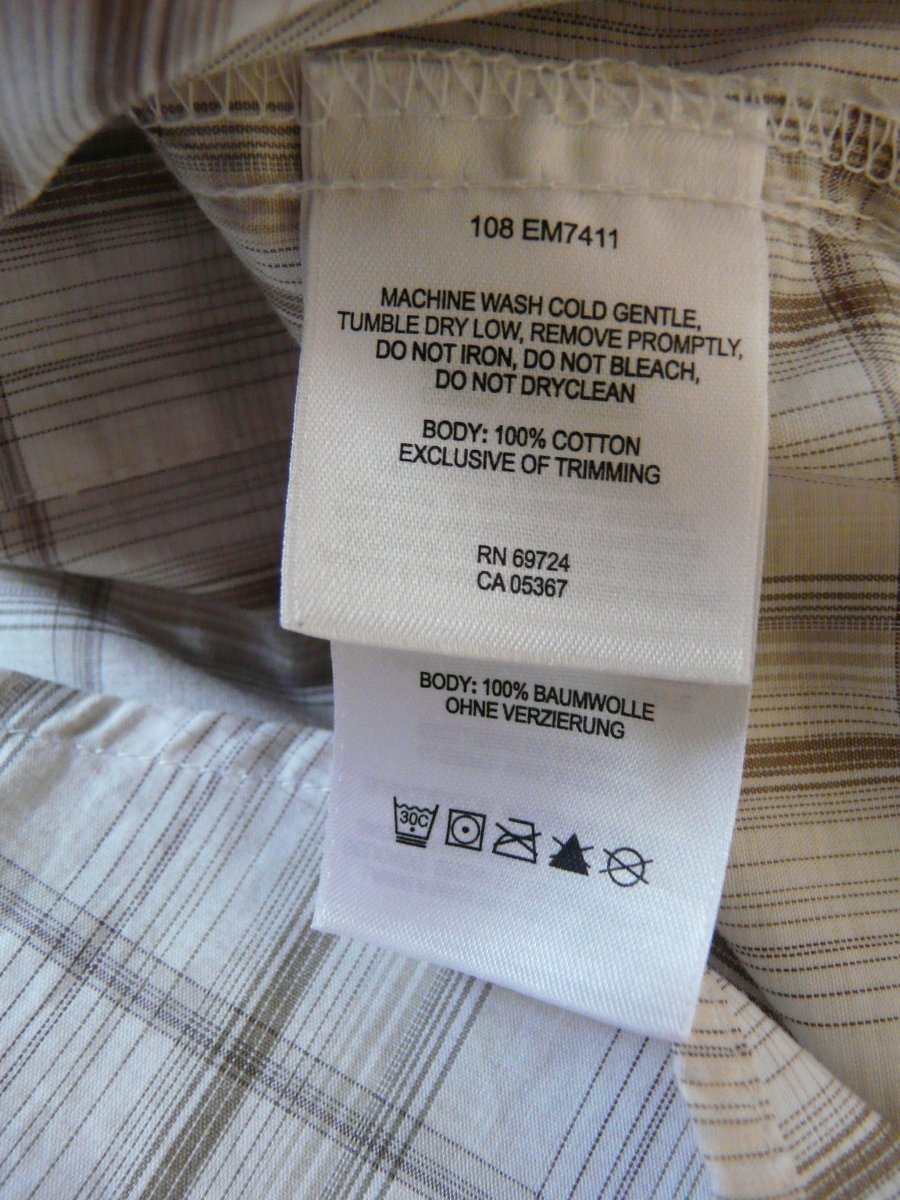 108 EM7411
MACHINE WASH COLD GENTLE,
TUMBLE DRY LOW, REMOVE PROMPTLY,
DO NOT IRON, DO NOT BLEACH,
DO NOT DRYCLEAN
BODY: 100% COTTON
EXCLUSIVE OF TRIMMING
RN 69724
CA 05367
BODY: 100% BAUMWOLLE
OHNE VERZIERUNG
30C